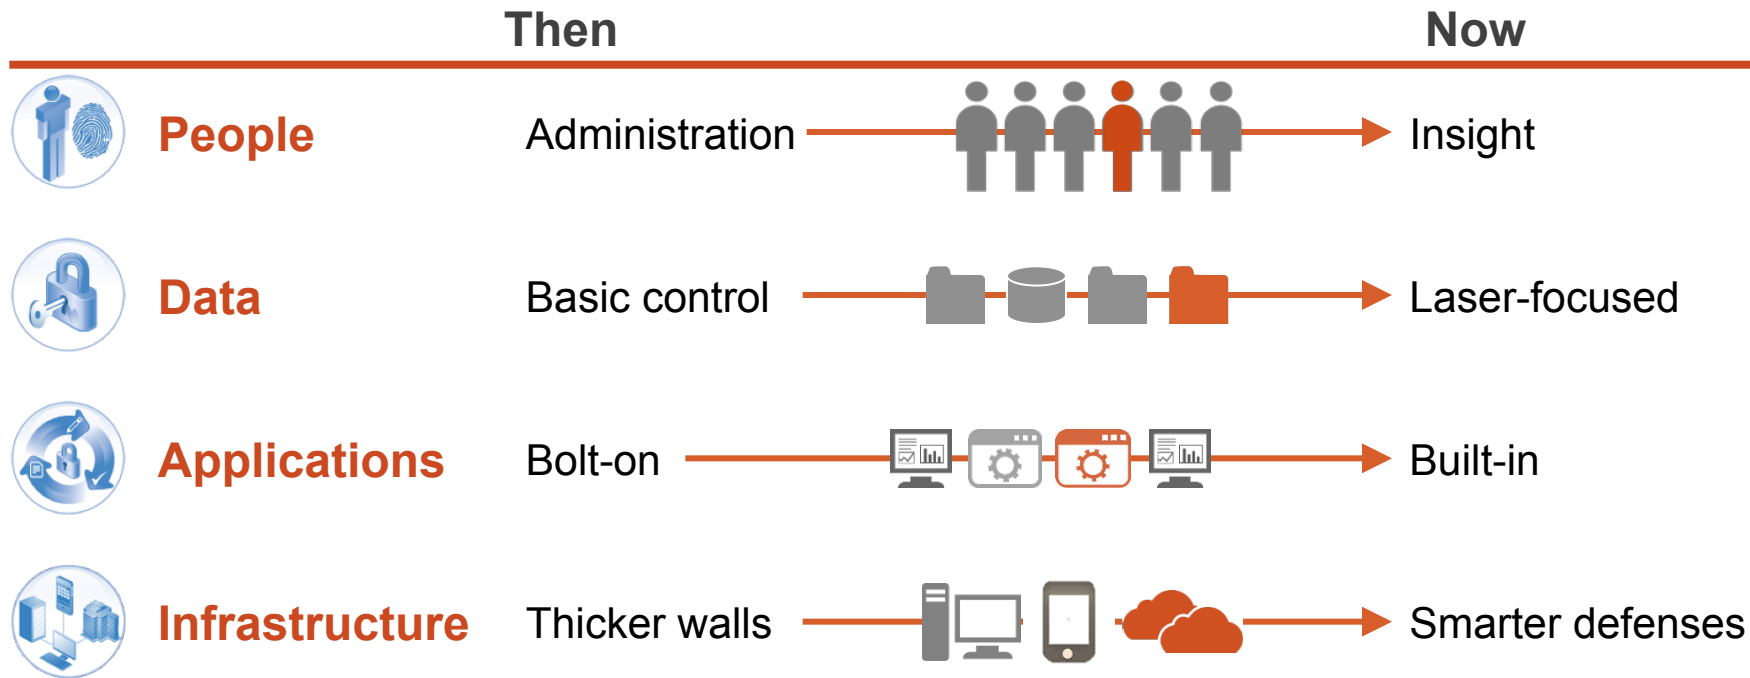 Then Now
People Administration Insight
Data Basic control Laser-focused
Applications Bolt-on Built-in
Infrastructure Thicker walls Smarter defenses